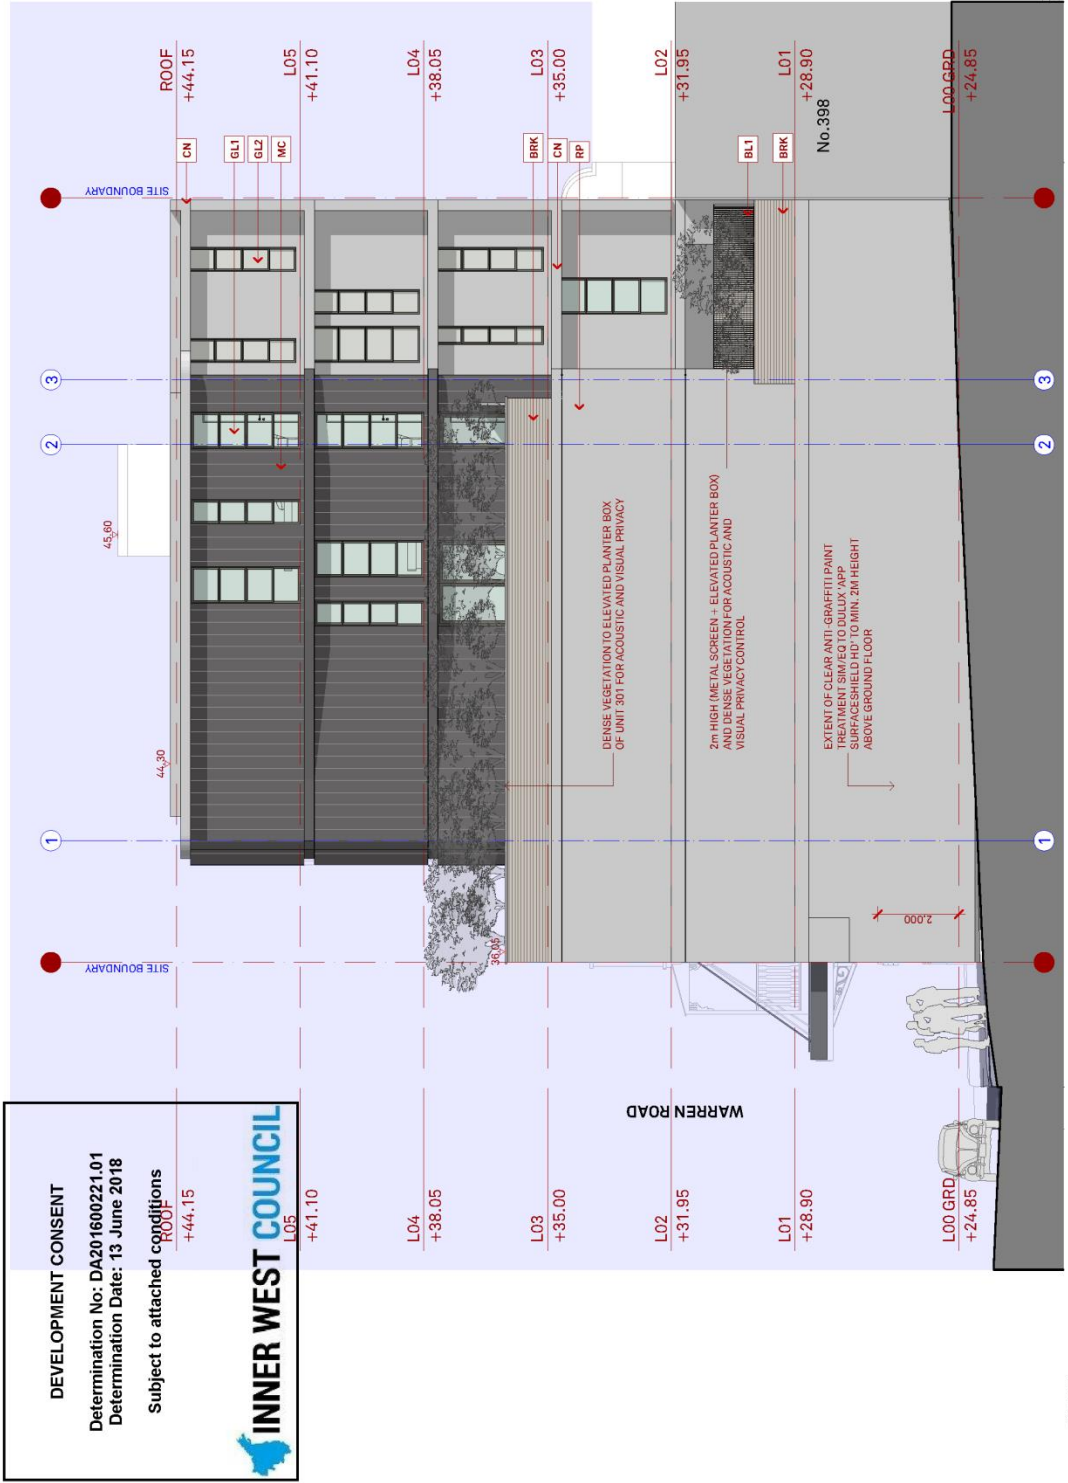 DEVELOPMENT CONSENT
Determination No: DA201600221.01
Determination Date: 13 June 2018
Subject to attached conditions
INNER WEST COUNCIL
ROOF
+44.15
L05
+41.10
L04
+38.05
L03
+35.00
L02
+31.95
L01
+28.90
L00 GRD
+24.85
WARREN ROAD
SITE BOUNDARY
1
44.30
45.60
2
3
SITE BOUNDARY
36.05
2,000
DENSE VEGETATION TO ELEVATED PLANTER BOX
OF UNIT 301 FOR ACOUSTIC AND VISUAL PRIVACY
2m HIGH (METAL SCREEN + ELEVATED PLANTER BOX)
AND DENSE VEGETATION FOR ACOUSTIC AND
VISUAL PRIVACY CONTROL
EXTENT OF CLEAR ANTI-GRAFFITI PAINT
TREATMENT SIM/EQ TO DULUX 'APP
SURFACESHIELD HD' TO MIN. 2M HEIGHT
ABOVE GROUND FLOOR
CN
GL1
GL2
MC
BRK
CN
RP
BL1
BRK
No.398
ROOF
+44.15
L05
+41.10
L04
+38.05
L03
+35.00
L02
+31.95
L01
+28.90
L00 GRD
+24.85
1
2
3